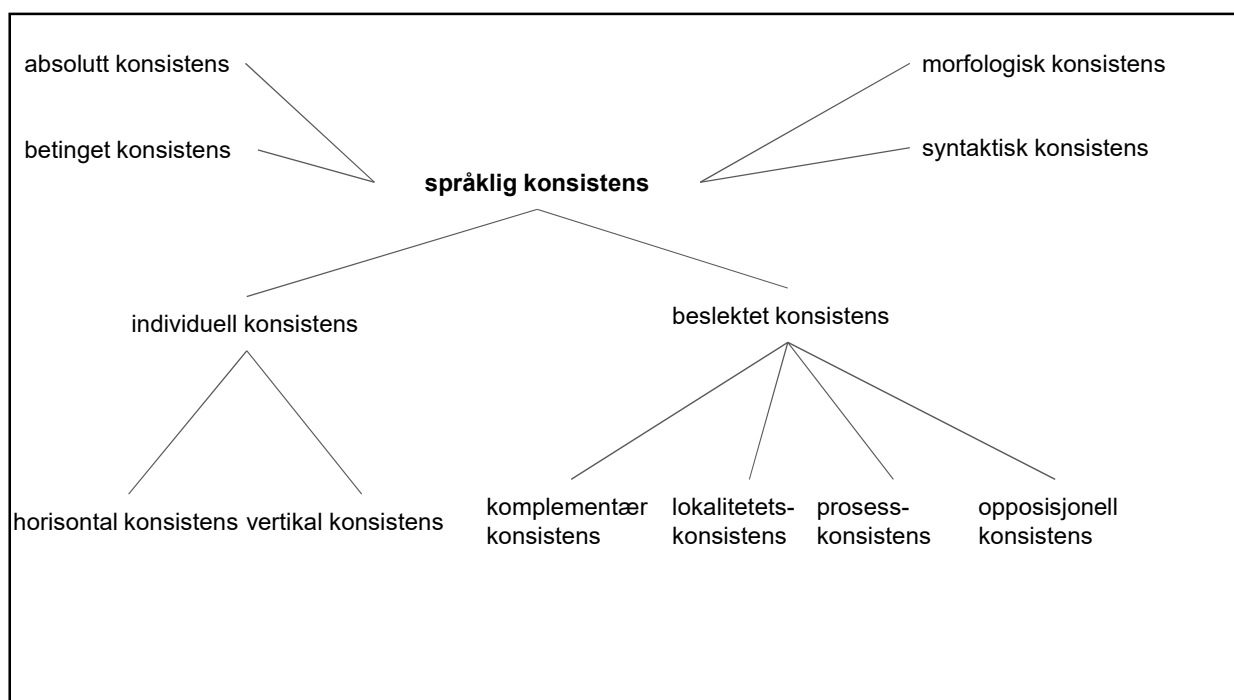 absolutt konsistens
morfologisk konsistens
betinget konsistens
syntaktisk konsistens
språklig konsistens
individuell konsistens
beslektet konsistens
horisontal konsistens
vertikal konsistens
komplementær
konsistens
lokalitetets-
konsistens
prosess-
konsistens
opposisjonell
konsistens